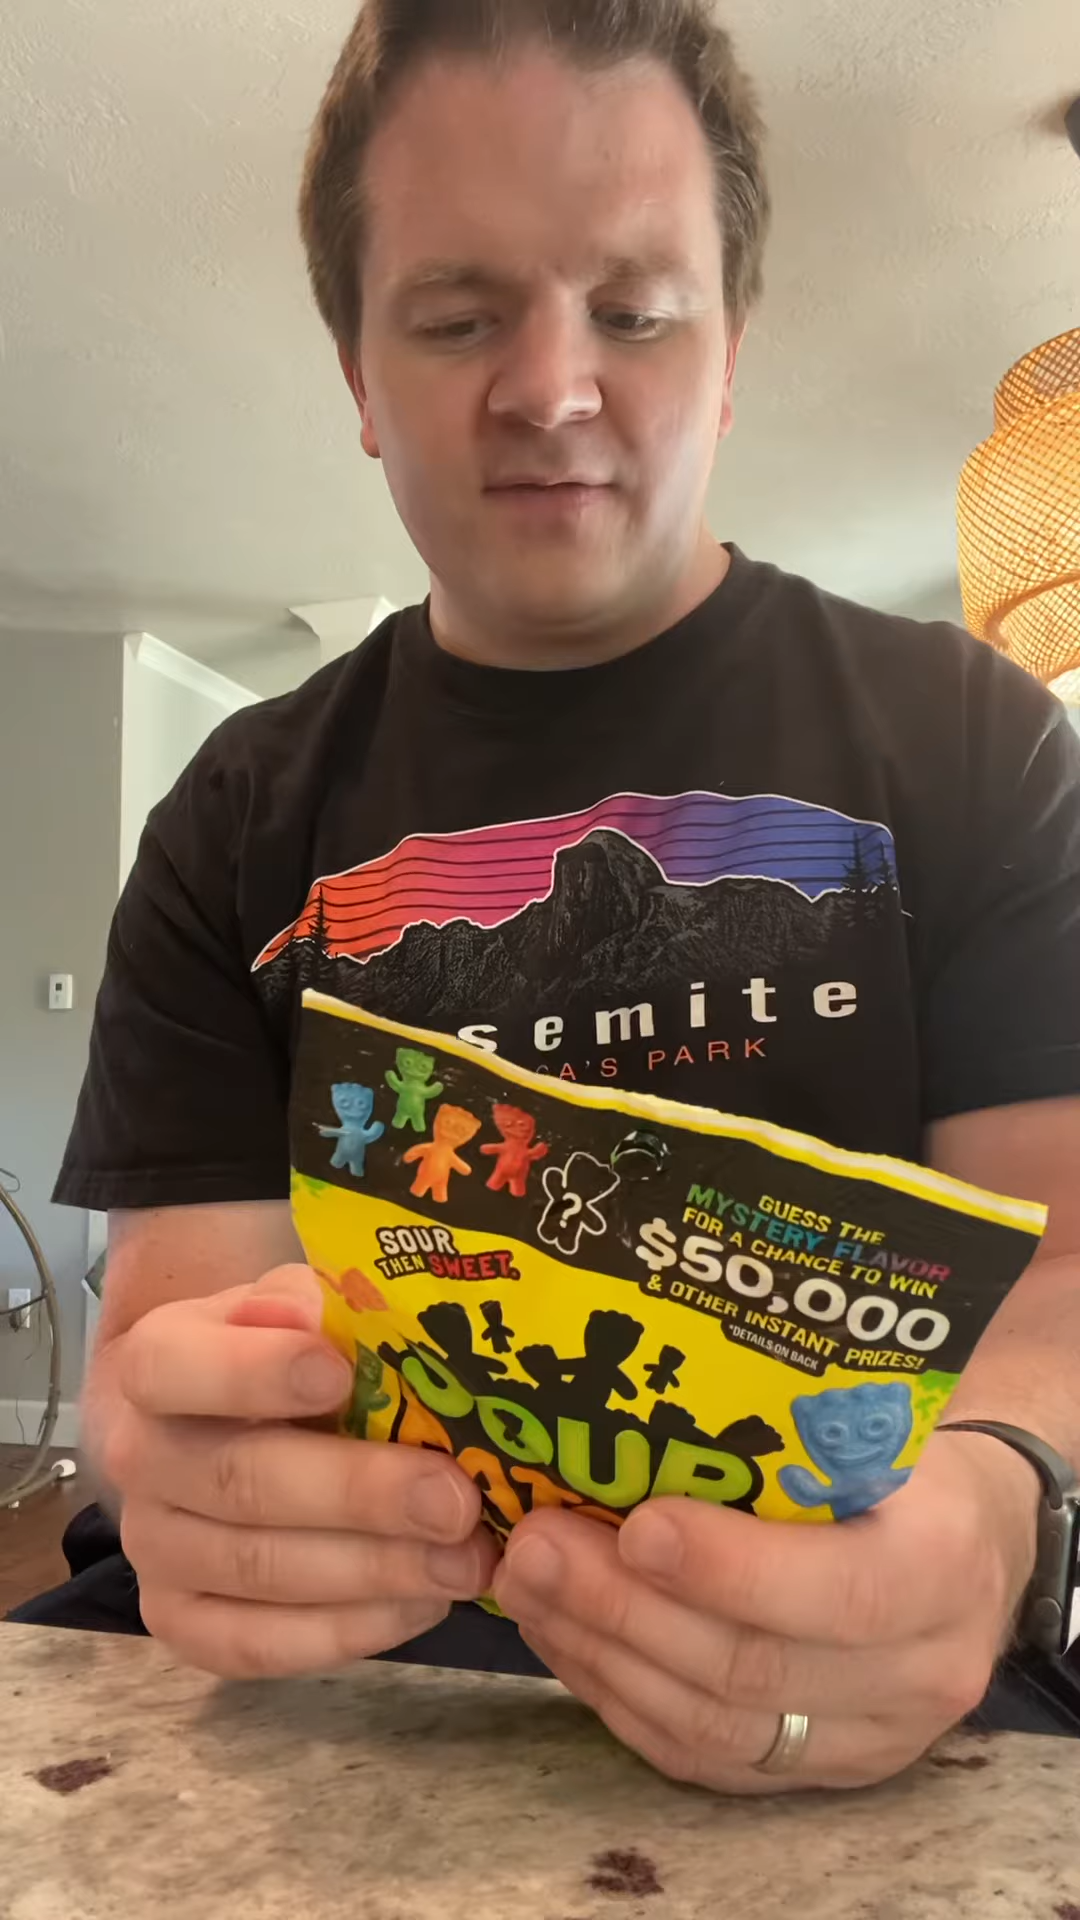 semite
A'S PARK
?
GUESS THE
MYSTERY FLAVOR
FOR A CHANCE TO WIN
$50,000
& OTHER INSTANT PRIZES!
*DETAILS ON BACK
SOUR
THEN SWEET.
SOUR
PAT